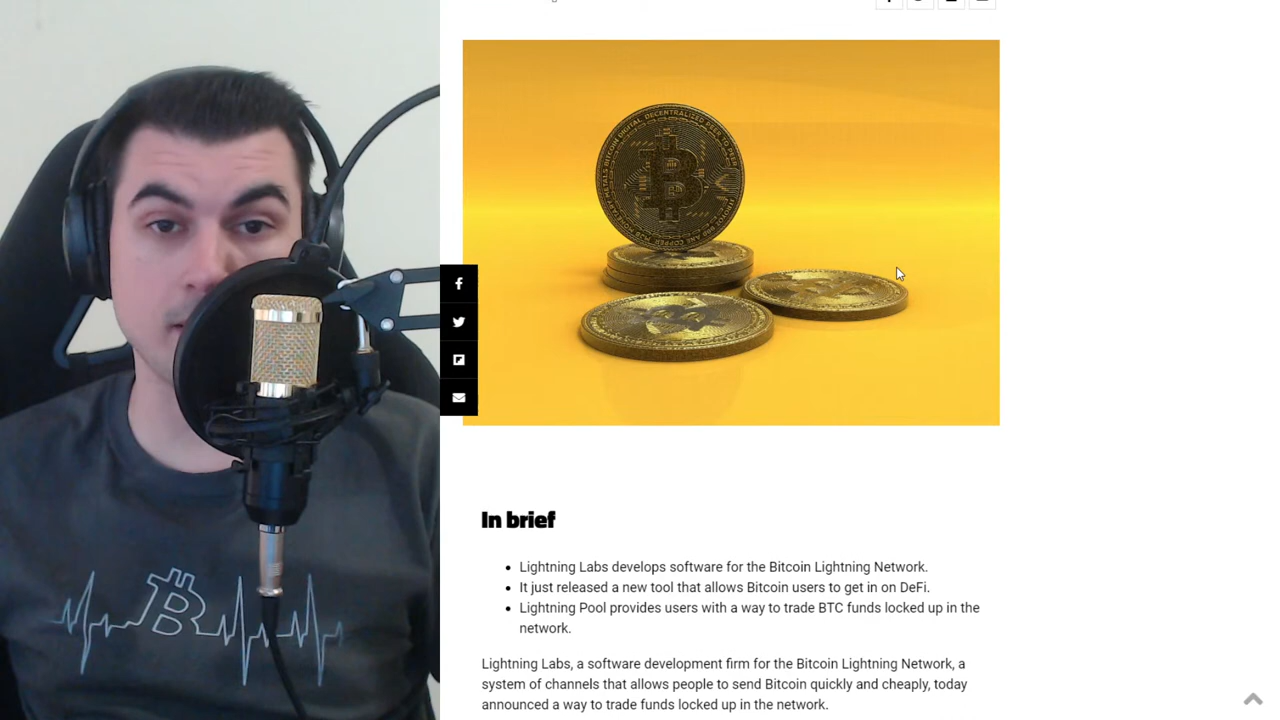 In brief
Lightning Labs develops software for the Bitcoin Lightning Network.
It just released a new tool that allows Bitcoin users to get in on DeFi.
Lightning Pool provides users with a way to trade BTC funds locked up in the
network.
Lightning Labs, a software development firm for the Bitcoin Lightning Network, a
system of channels that allows people to send Bitcoin quickly and cheaply, today
announced a way to trade funds locked up in the network.